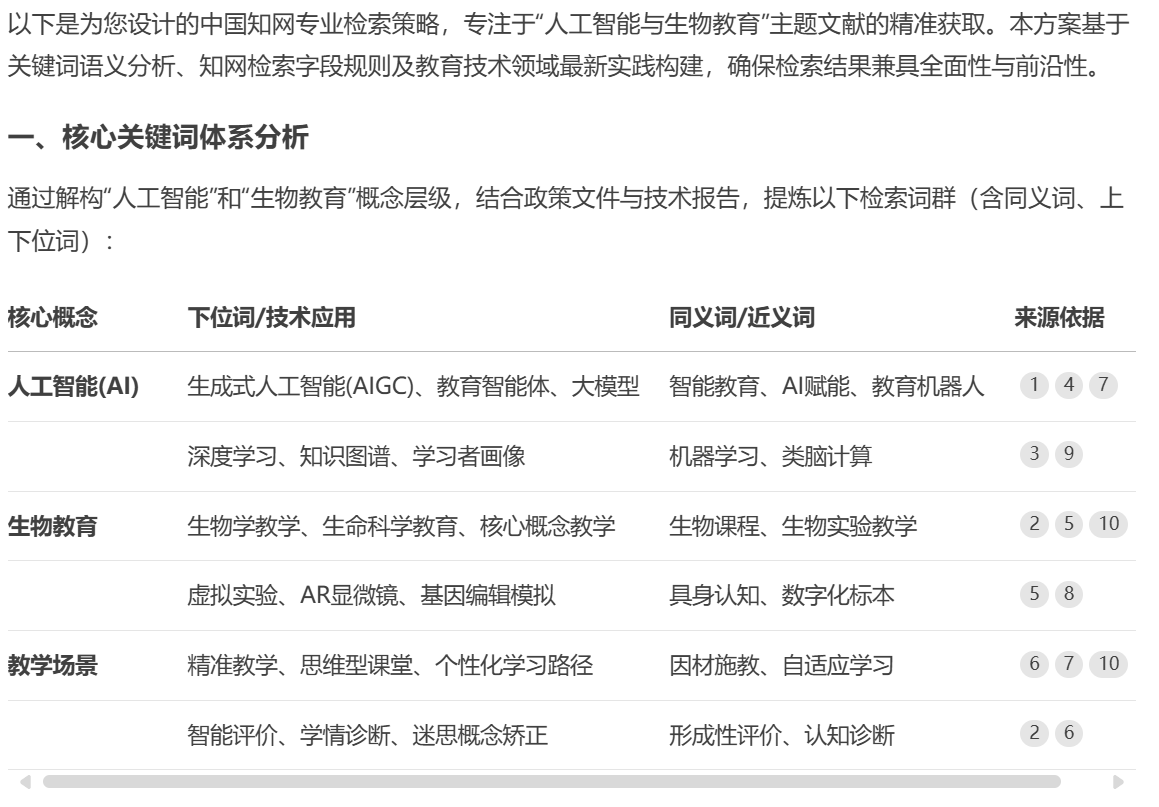 以下是为您设计的中国知网专业检索策略，专注于“人工智能与生物教育”主题文献的精准获取。本方案基于
关键词语义分析、知网检索字段规则及教育技术领域最新实践构建，确保检索结果兼具全面性与前沿性。
一、核心关键词体系分析
通过解构“人工智能”和“生物教育”概念层级，结合政策文件与技术报告，提炼以下检索词群（含同义词、上
下位词）：
核心概念 下位词/技术应用 同义词/近义词 来源依据
人工智能(AI) 生成式人工智能(AIGC)、教育智能体、大模型 智能教育、AI赋能、教育机器人 1 4 7
深度学习、知识图谱、学习者画像 机器学习、类脑计算 3 9
生物教育 生物学教学、生命科学教育、核心概念教学 生物课程、生物实验教学 2 5 10
虚拟实验、AR显微镜、基因编辑模拟 具身认知、数字化标本 5 8
教学场景 精准教学、思维型课堂、个性化学习路径 因材施教、自适应学习 6 7 10
智能评价、学情诊断、迷思概念矫正 形成性评价、认知诊断 2 6